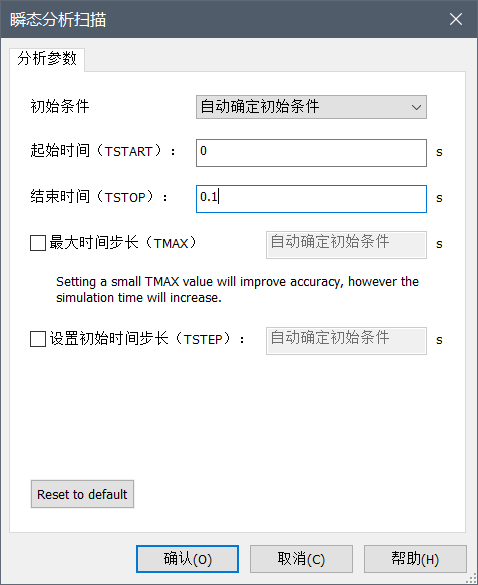 瞬态分析扫描
分析参数
初始条件 自动确定初始条件
起始时间（TSTART）： 0 s
结束时间（TSTOP）： 0.1 s
最大时间步长（TMAX） 自动确定初始条件 s
Setting a small TMAX value will improve accuracy, however the
simulation time will increase.
设置初始时间步长（TSTEP）： 自动确定初始条件 s
Reset to default
确认(O) 取消(C) 帮助(H)